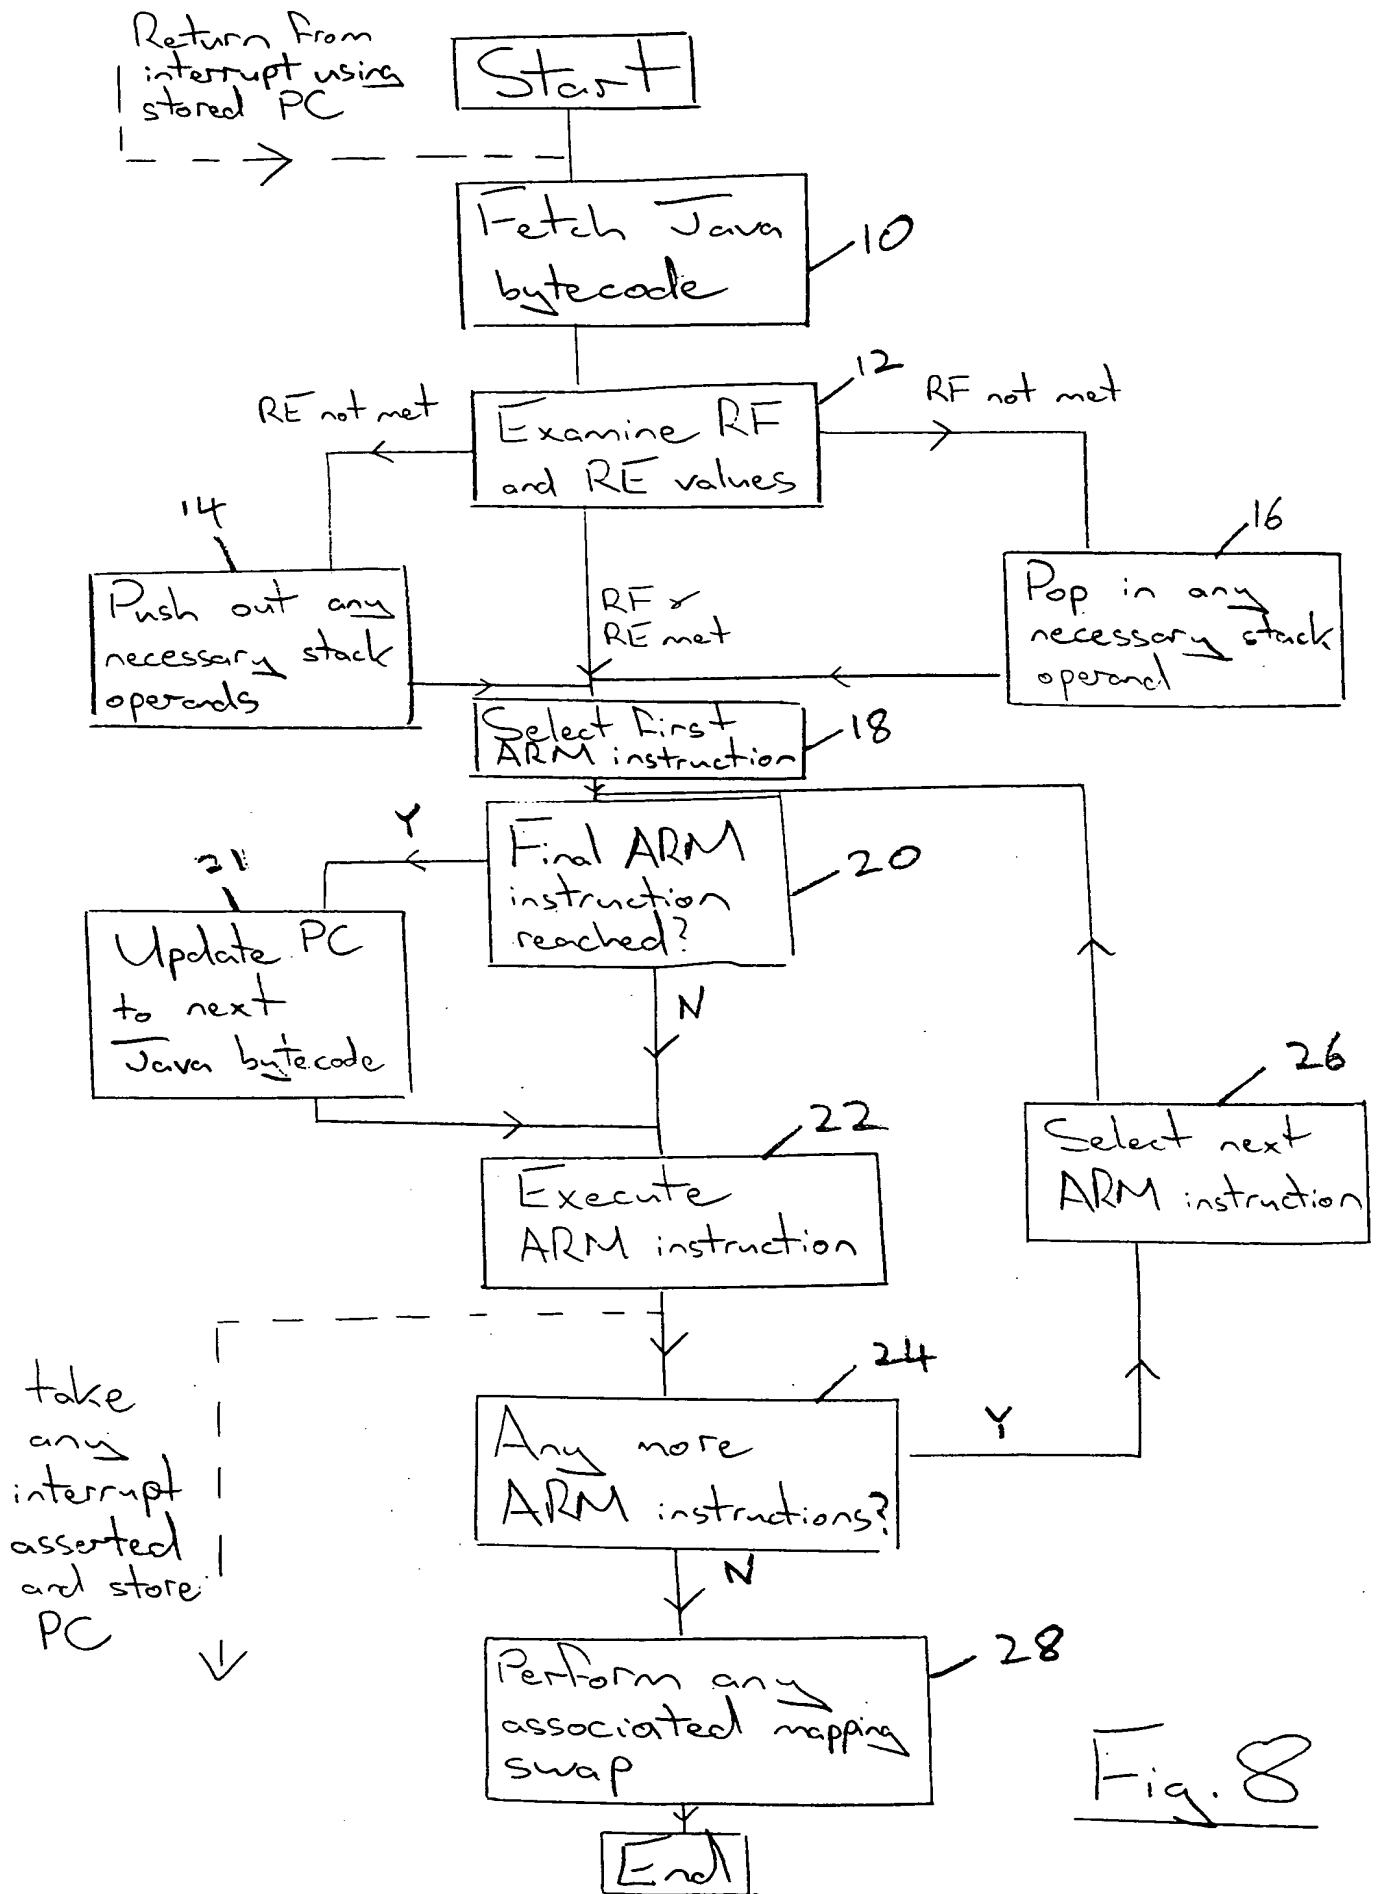 Return from
interrupt using
stored PC
Start
Fetch Java
bytecode
10
12
RE not met
RF not met
Examine RF
and RE values
14
16
Push out any
necessary stack
operands
RF &
RE met
Pop in any
necessary stack
operand
Select first
ARM instruction
18
Y
Final ARM
instruction
reached?
20
21
Update PC
to next
Java bytecode
N
22
26
Execute
ARM instruction
Select next
ARM instruction
take
any
interrupt
asserted
and store
PC
24
Any more
ARM instructions?
Y
N
28
Perform any
associated mapping
swap
End
Fig. 8